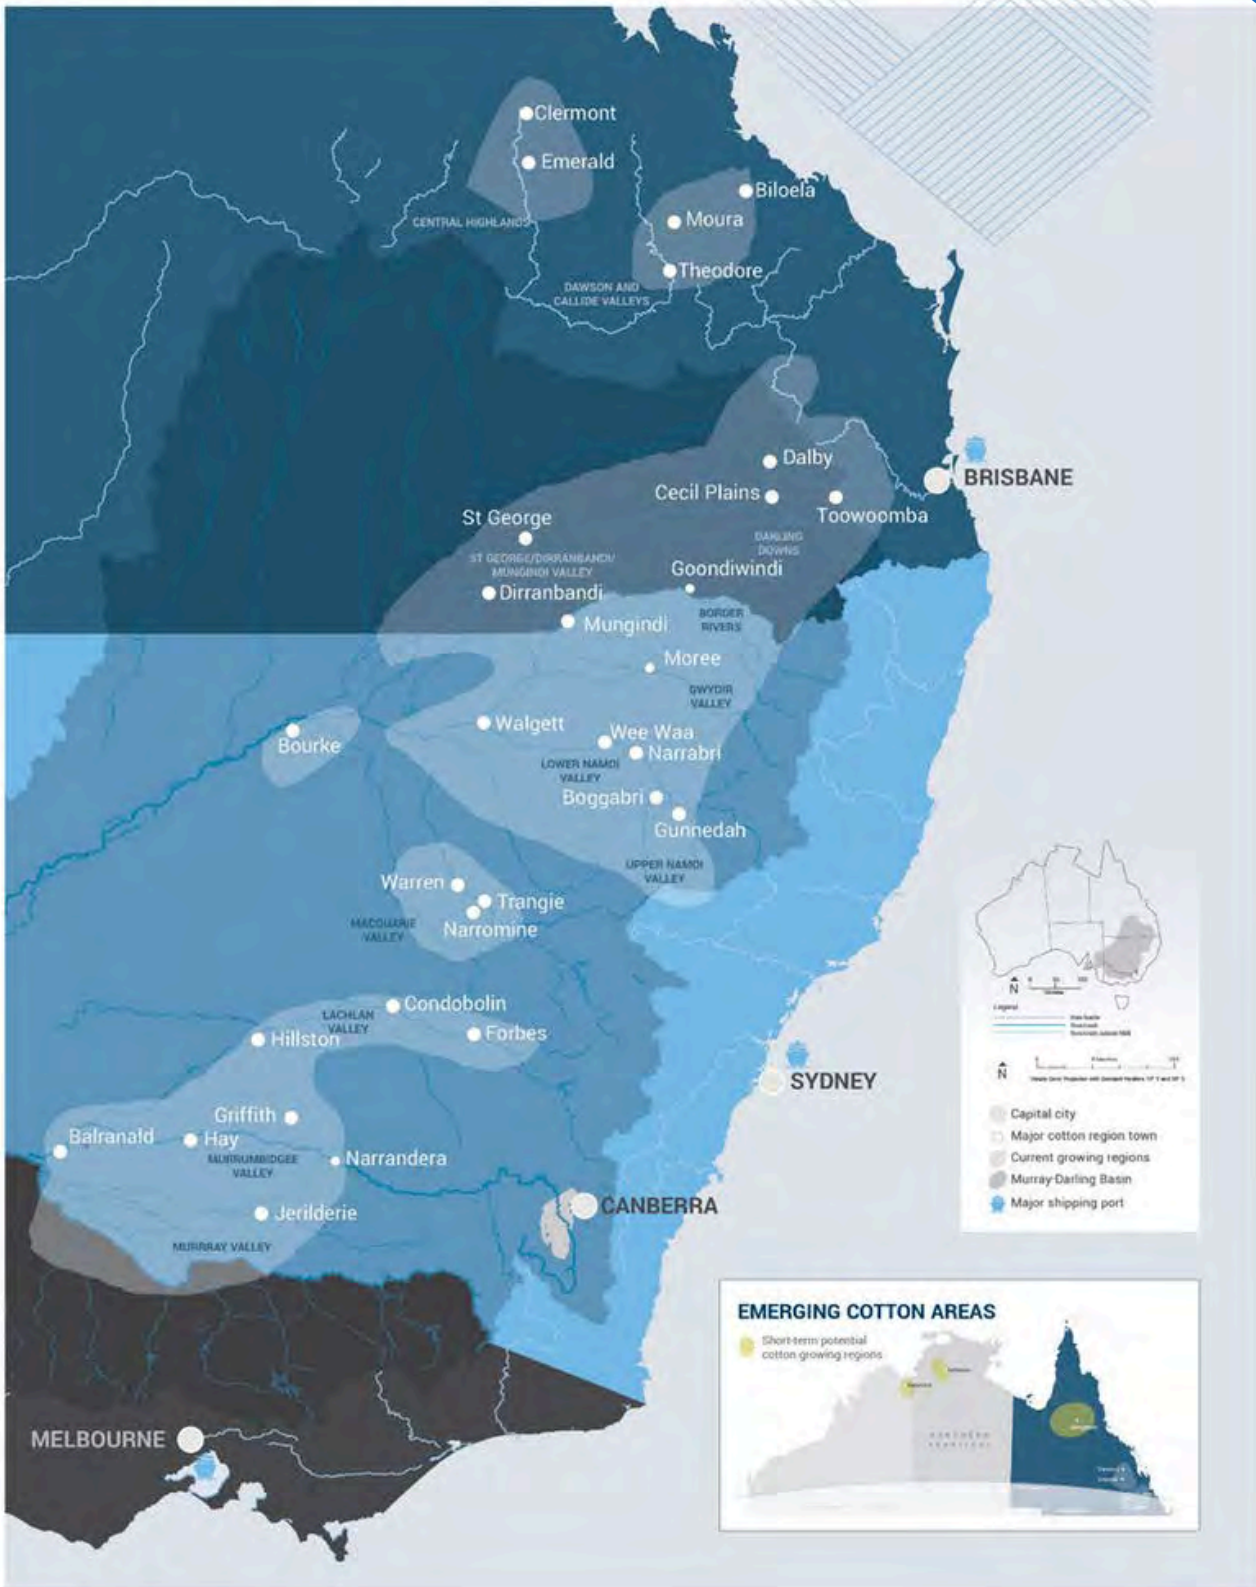 Clermont
Emerald
CENTRAL HIGHLANDS
Biloela
Moura
Theodore
DAWSON AND
CALLIDE VALLEYS
Dalby
Cecil Plains
Toowoomba
BRISBANE
DARLING
DOWNS
St George
ST GEORGE/DIRRANBANDI/
MUNGINDI VALLEY
Dirranbandi
Goondiwindi
BORDER
RIVERS
Mungindi
Moree
GWYDIR
VALLEY
Walgett
Wee Waa
Narrabri
LOWER NAMOI
VALLEY
Bourke
Boggabri
Gunnedah
UPPER NAMOI
VALLEY
Warren
Trangie
Narromine
MACQUARIE
VALLEY
Condobolin
LACHLAN
VALLEY
Forbes
Hillston
SYDNEY
Griffith
Balranald
Hay
MURRUMBIDGEE
VALLEY
Narrandera
Jerilderie
CANBERRA
MURRRAY VALLEY
MELBOURNE
N
Legend
N
Capital city
Major cotton region town
Current growing regions
Murray-Darling Basin
Major shipping port
EMERGING COTTON AREAS
Short-term potential
cotton growing regions
NORTHERN
TERRITORY